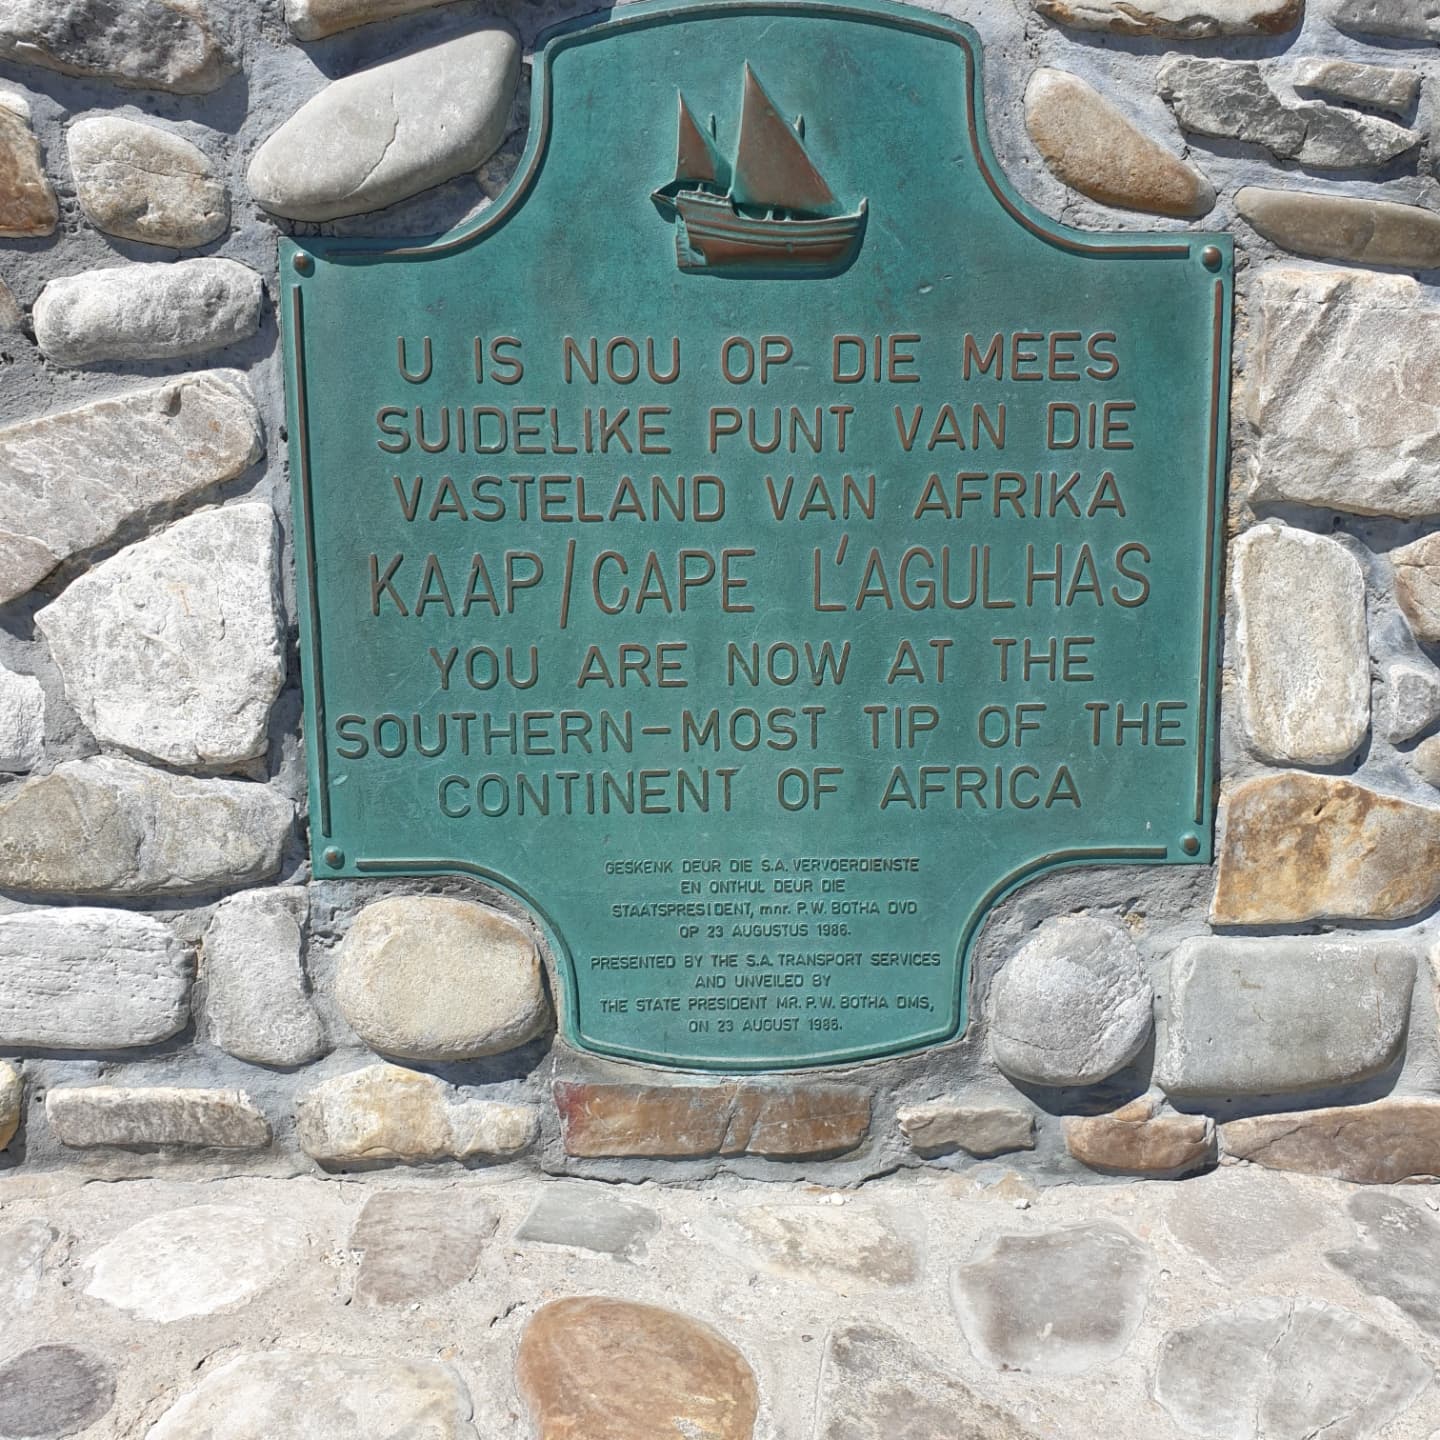 U IS NOU OP DIE MEES
SUIDELIKE PUNT VAN DIE
VASTELAND VAN AFRIKA
KAAP/CAPE L'AGULHAS
YOU ARE NOW AT THE
SOUTHERN-MOST TIP OF THE
CONTINENT OF AFRICA
GESKENK DEUR DIE S.A. VERVOERDIENSTE
EN ONTHUL DEUR DIE
STAATSPRESIDENT, mnr. P.W. BOTHA DVD
OP 23 AUGUSTUS 1986.
PRESENTED BY THE S.A. TRANSPORT SERVICES
AND UNVEILED BY
THE STATE PRESIDENT MR. P.W. BOTHA DMS,
ON 23 AUGUST 1986.